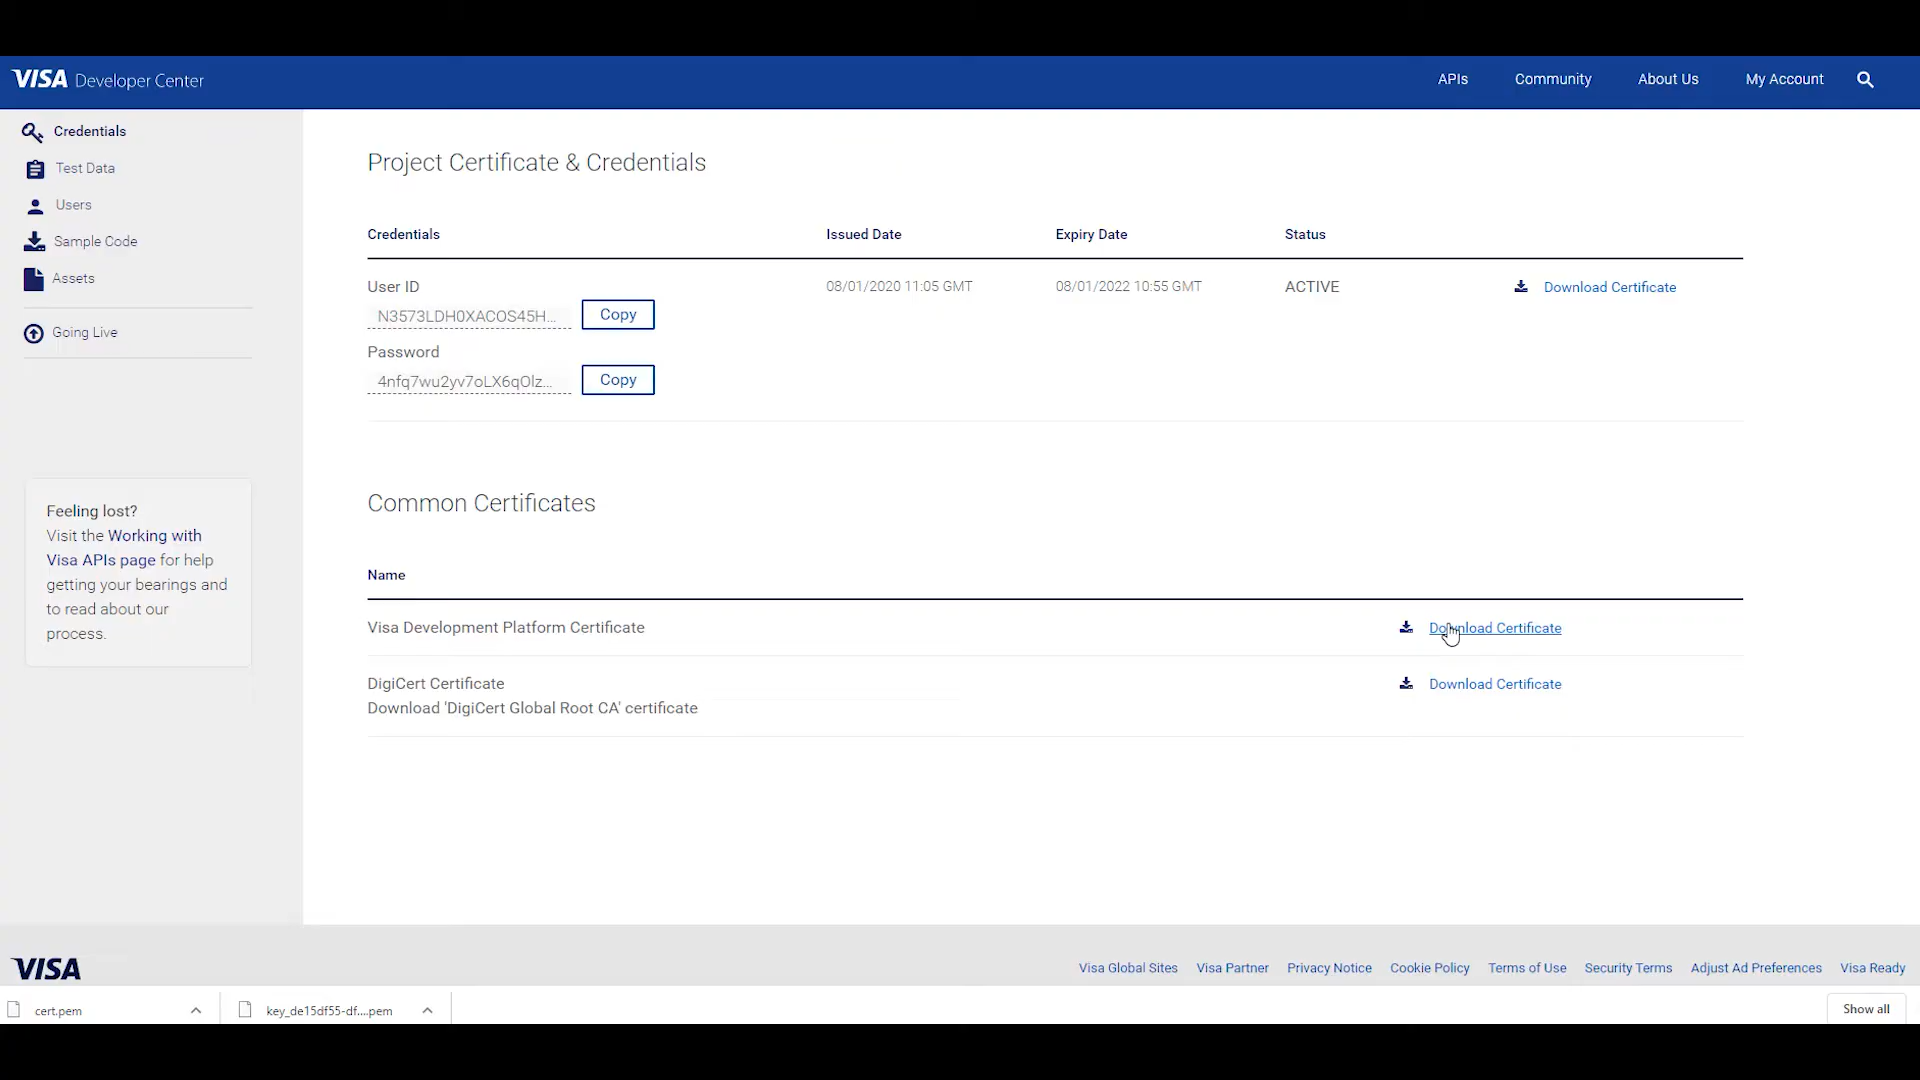 VISA Developer Center
APIs
Community
About Us
My Account
Credentials
Test Data
Users
Sample Code
Assets
Going Live
Feeling lost?
Visit the Working with
Visa APIs page for help
getting your bearings and
to read about our
process.
Project Certificate & Credentials
Credentials
Issued Date
Expiry Date
Status
User ID
08/01/2020 11:05 GMT
08/01/2022 10:55 GMT
ACTIVE
Download Certificate
N3573LDH0XACOS45H...
Copy
Password
4nfq7wu2yv7oLX6qOlz...
Copy
Common Certificates
Name
Visa Development Platform Certificate
Download Certificate
DigiCert Certificate
Download Certificate
Download 'DigiCert Global Root CA' certificate
VISA
Visa Global Sites
Visa Partner
Privacy Notice
Cookie Policy
Terms of Use
Security Terms
Adjust Ad Preferences
Visa Ready
cert.pem
key_de15df55-df....pem
Show all